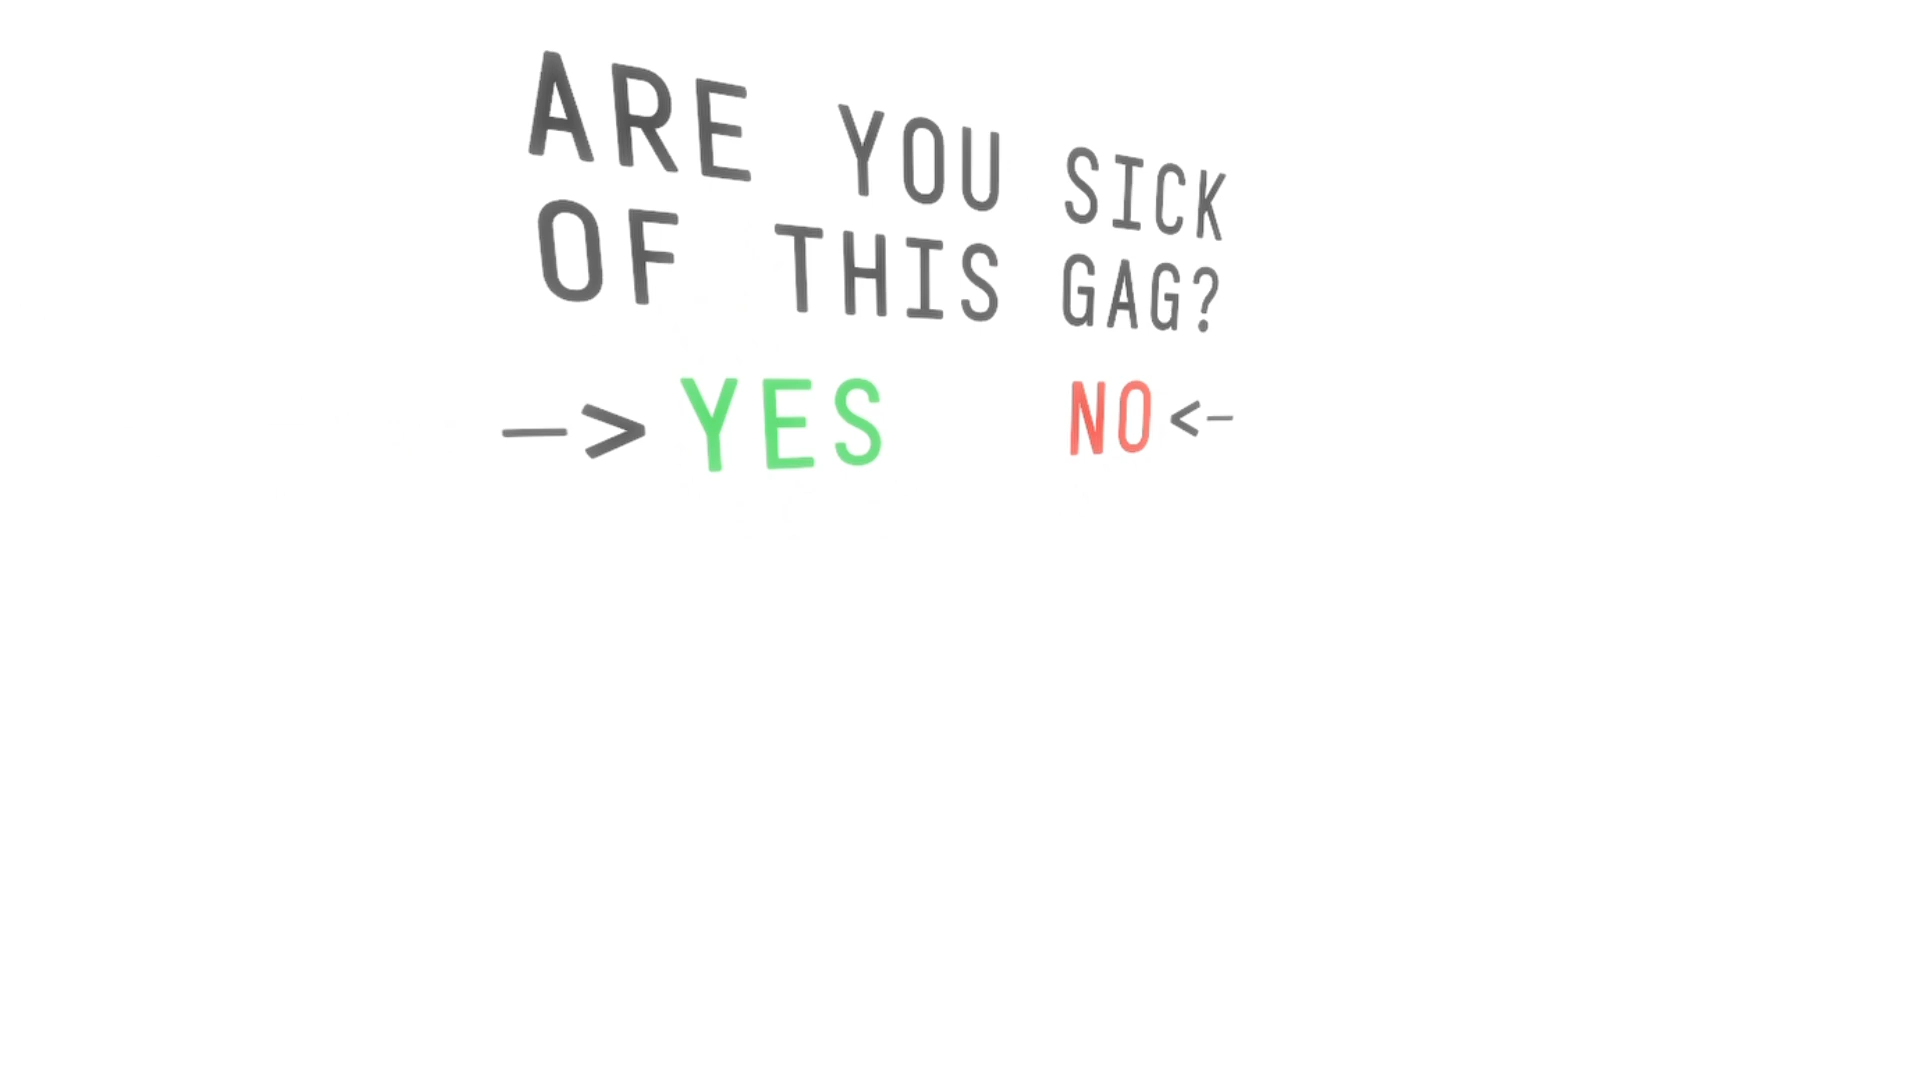 ARE YOU SICK
OF THIS GAG?
—> YES NO <-